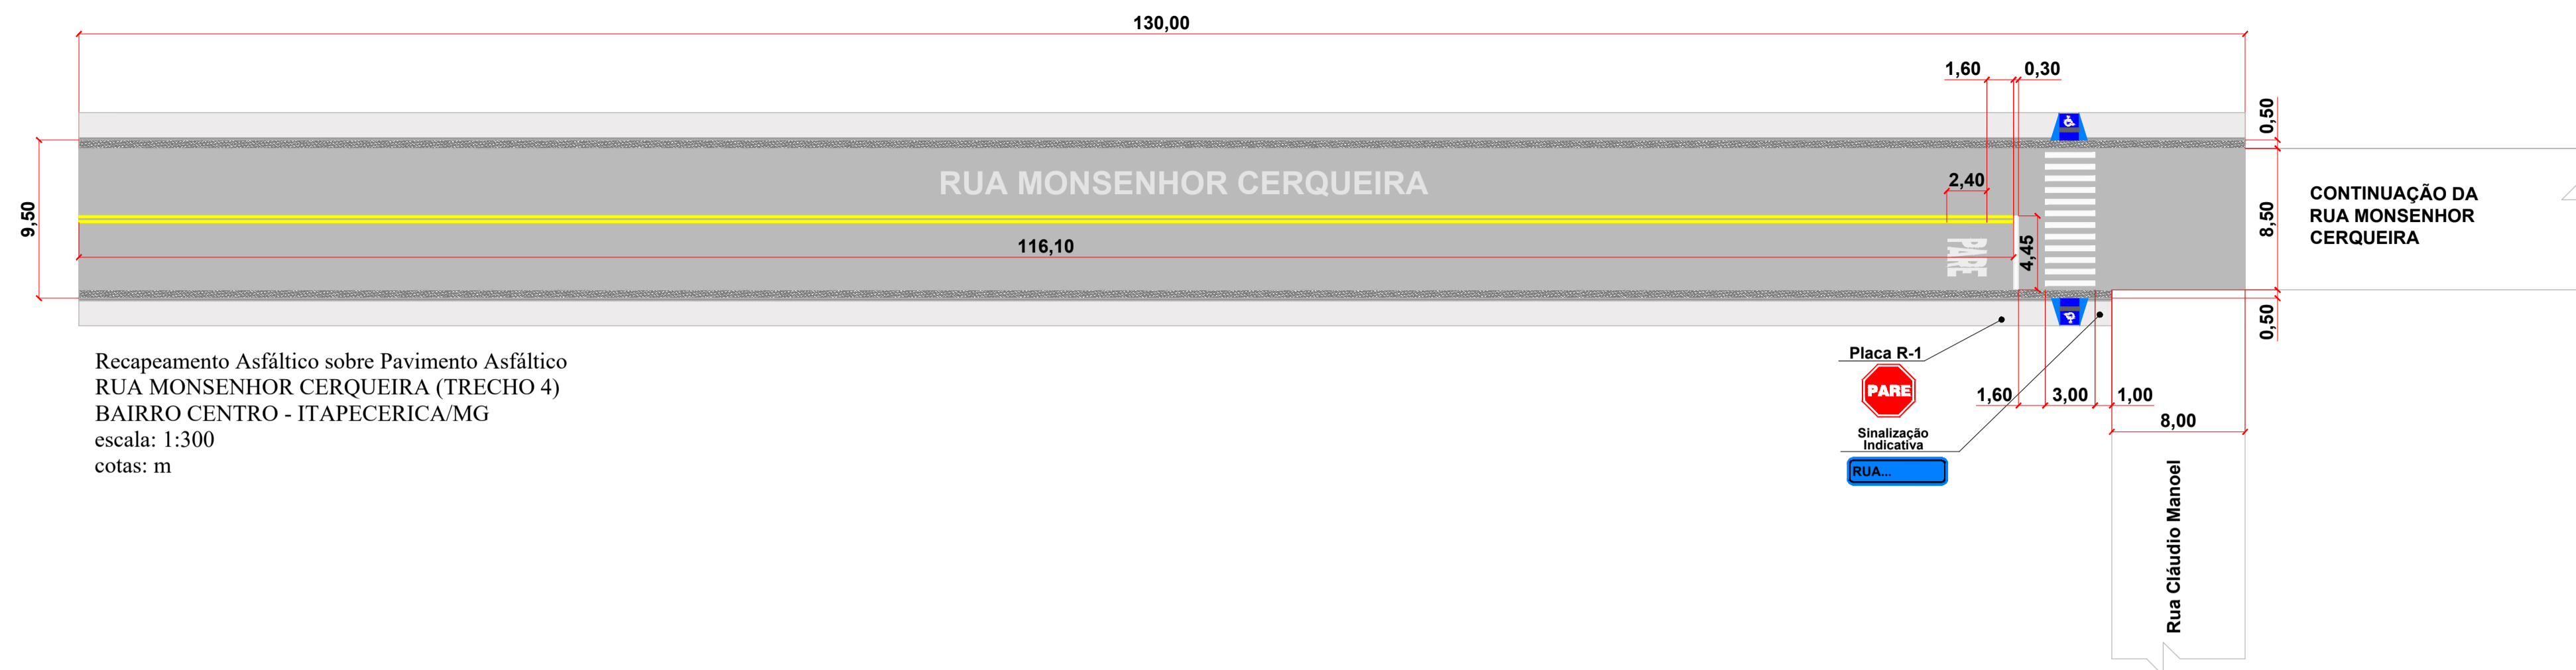 130,00
1,60
0,30
0,50
RUA MONSENHOR CERQUEIRA
2,40
9,50
116,10
PARE
4,45
8,50
CONTINUAÇÃO DA
RUA MONSENHOR
CERQUEIRA
0,50
Recapeamento Asfáltico sobre Pavimento Asfáltico
RUA MONSENHOR CERQUEIRA (TRECHO 4)
BAIRRO CENTRO - ITAPECERICA/MG
escala: 1:300
cotas: m
Placa R-1
PARE
Sinalização
Indicativa
RUA...
1,60
3,00
1,00
8,00
Rua Cláudio Manoel